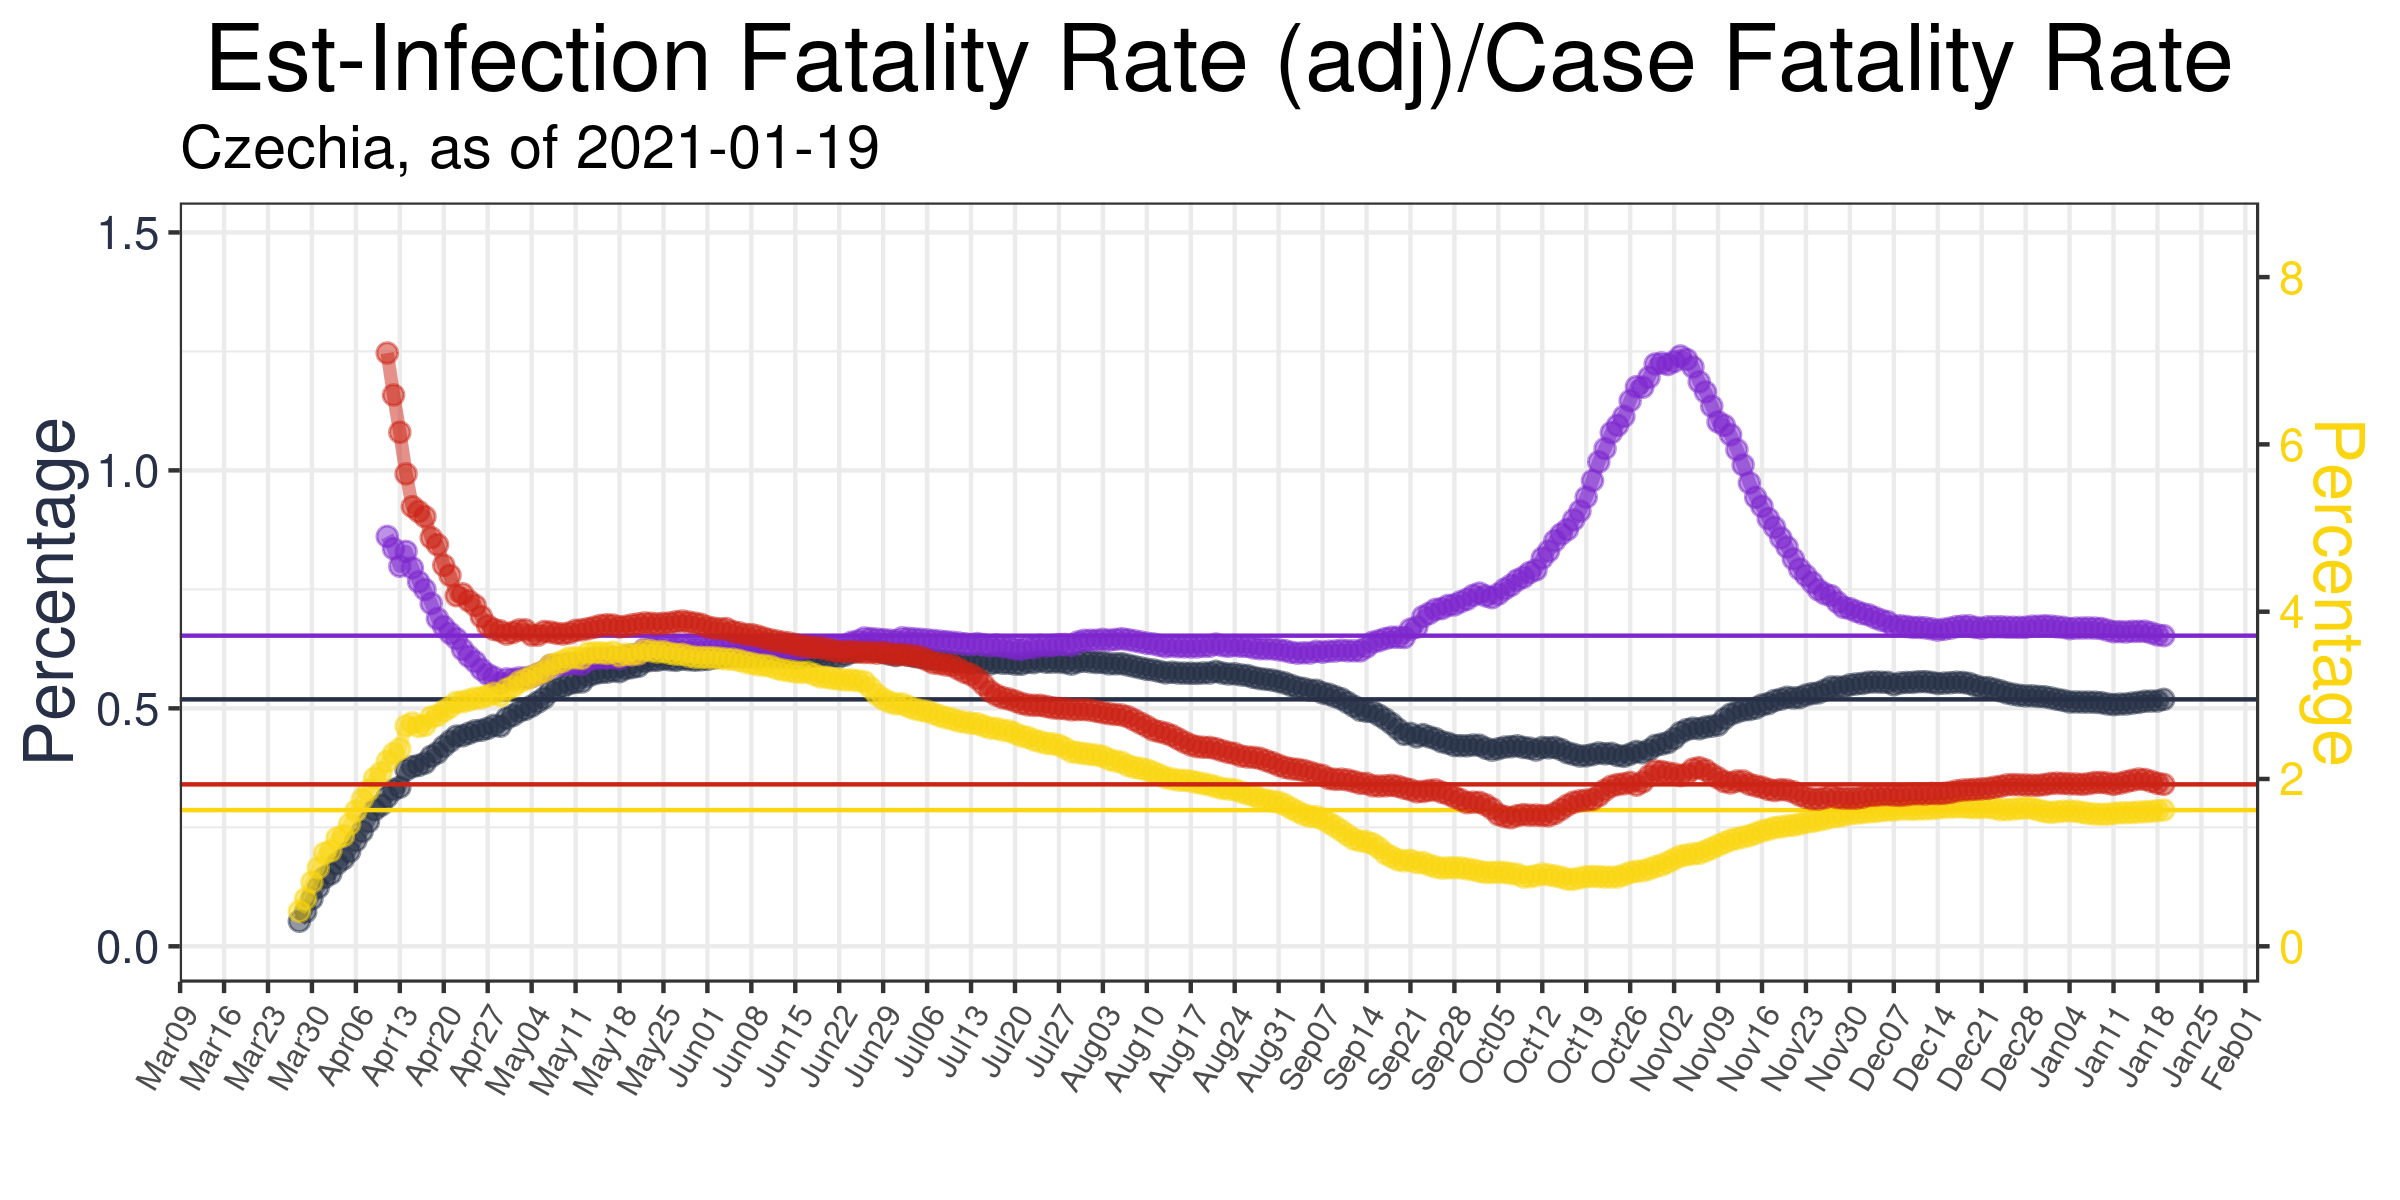 Est-Infection Fatality Rate (adj)/Case Fatality Rate
Czechia, as of 2021-01-19
Percentage
1.5
1.0
0.5
0.0
8
6
4
2
0
Percentage
Mar09
Mar16
Mar23
Mar30
Apr06
Apr13
Apr20
Apr27
May04
May11
May18
May25
Jun01
Jun08
Jun15
Jun22
Jun29
Jul06
Jul13
Jul20
Jul27
Aug03
Aug10
Aug17
Aug24
Aug31
Sep07
Sep14
Sep21
Sep28
Oct05
Oct12
Oct19
Oct26
Nov02
Nov09
Nov16
Nov23
Nov30
Dec07
Dec14
Dec21
Dec28
Jan04
Jan11
Jan18
Jan25
Feb01